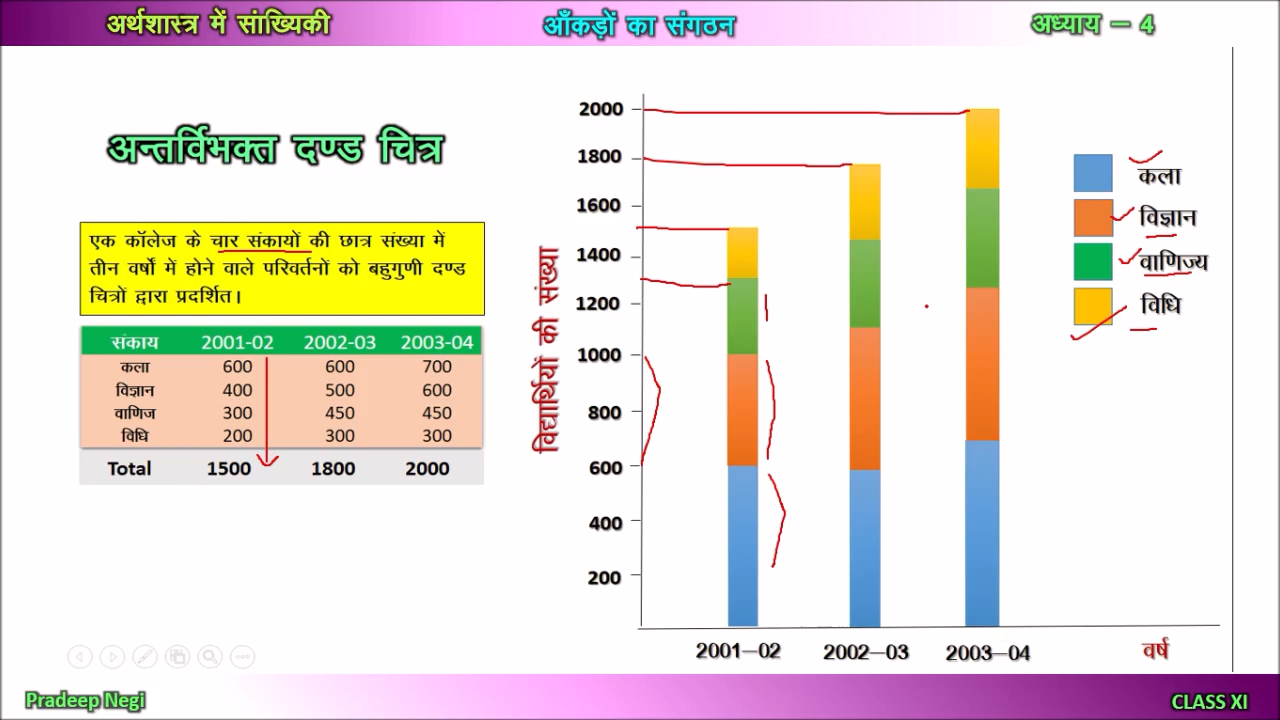 अर्थशास्त्र में सांख्यिकी
आँकड़ों का संगठन
अध्याय – 4
अन्तर्विभक्त दण्ड चित्र
एक कॉलेज के चार संकायों की छात्र संख्या में
तीन वर्षों में होने वाले परिवर्तनों को बहुगुणी दण्ड
चित्रों द्वारा प्रदर्शित।
संकाय 2001-02 2002-03 2003-04
कला 600 600 700
विज्ञान 400 500 600
वाणिज 300 450 450
विधि 200 300 300
Total 1500 1800 2000
विद्यार्थियों की संख्या
2000
1800
1600
1400
1200
1000
800
600
400
200
2001–02 2002–03 2003–04
वर्ष
कला
विज्ञान
वाणिज्य
विधि
Pradeep Negi
CLASS XI